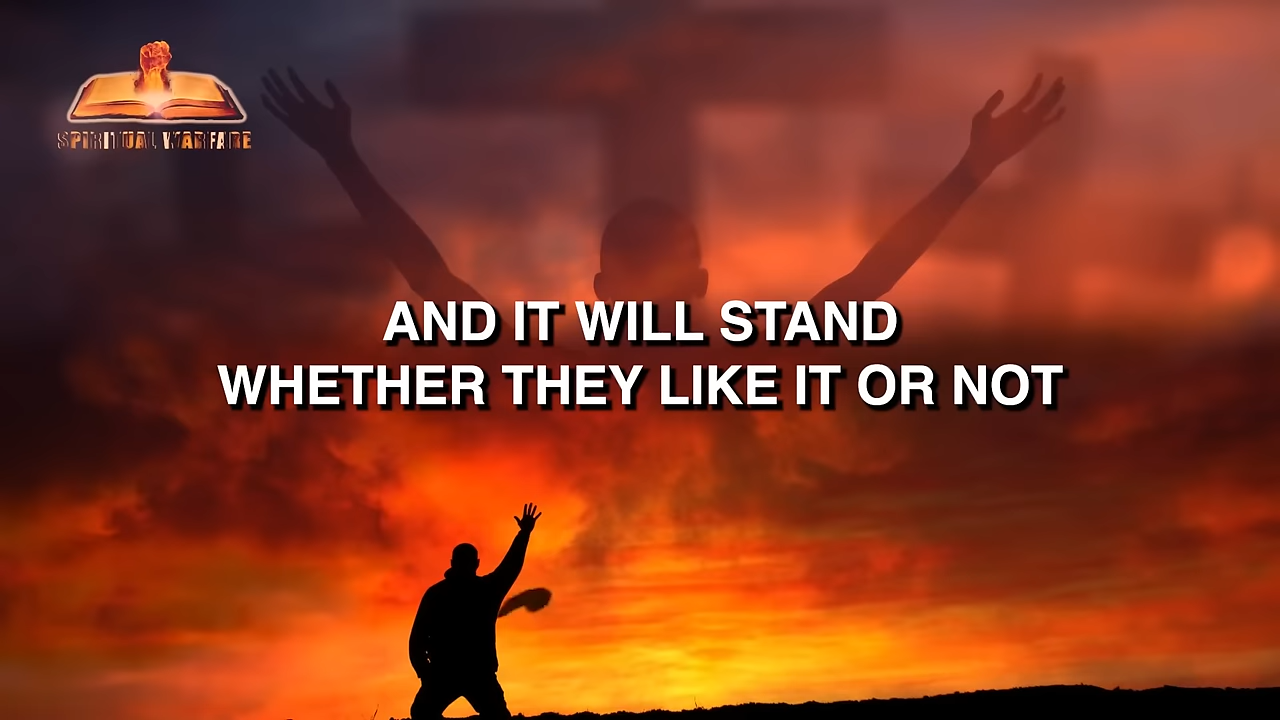 SPIRITUAL WARFARE
AND IT WILL STAND
WHETHER THEY LIKE IT OR NOT